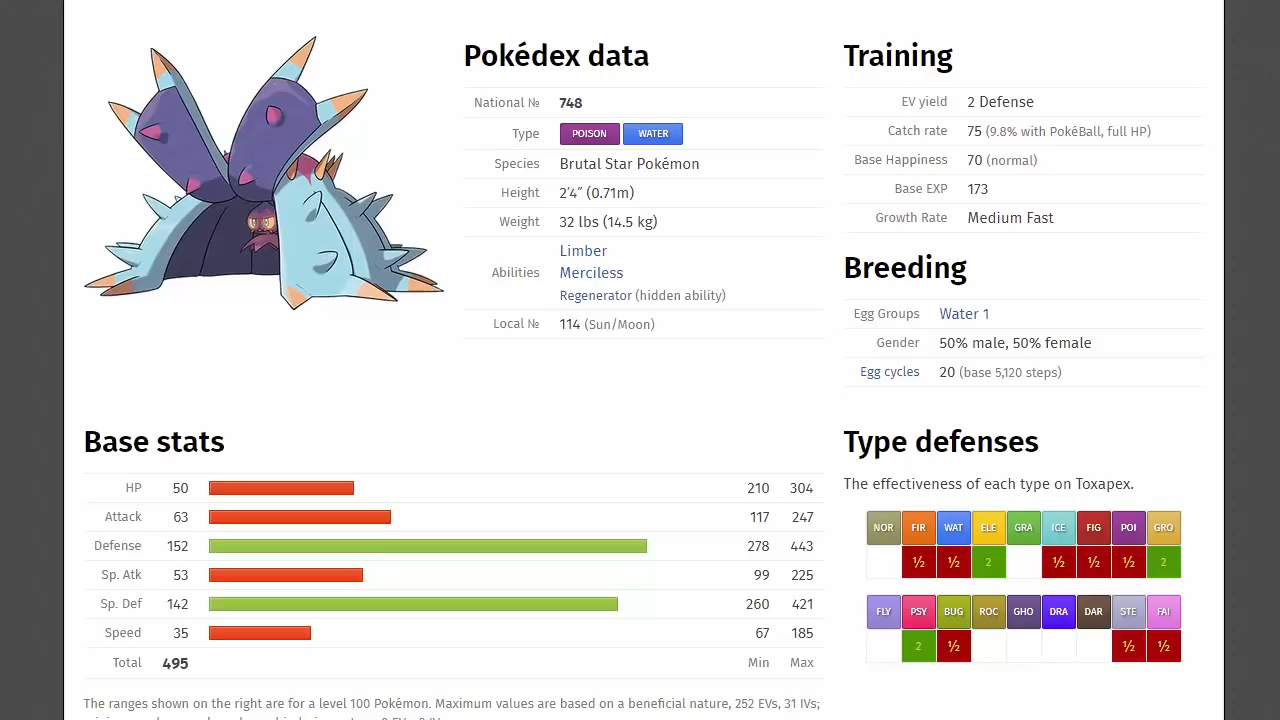 Pokédex data
National № 748
Type POISON WATER
Species Brutal Star Pokémon
Height 2′4″ (0.71m)
Weight 32 lbs (14.5 kg)
Abilities
Limber
Merciless
Regenerator (hidden ability)
Local № 114 (Sun/Moon)
Training
EV yield 2 Defense
Catch rate 75 (9.8% with PokéBall, full HP)
Base Happiness 70 (normal)
Base EXP 173
Growth Rate Medium Fast
Breeding
Egg Groups Water 1
Gender 50% male, 50% female
Egg cycles 20 (base 5,120 steps)
Base stats
HP 50 210 304
Attack 63 117 247
Defense 152 278 443
Sp. Atk 53 99 225
Sp. Def 142 260 421
Speed 35 67 185
Total 495 Min Max
The ranges shown on the right are for a level 100 Pokémon. Maximum values are based on a beneficial nature, 252 EVs, 31 IVs;
Type defenses
The effectiveness of each type on Toxapex.
NOR FIR WAT ELE GRA ICE FIG POI GRO
½ ½ 2 ½ ½ ½ 2
FLY PSY BUG ROC GHO DRA DAR STE FAI
2 ½ ½ ½